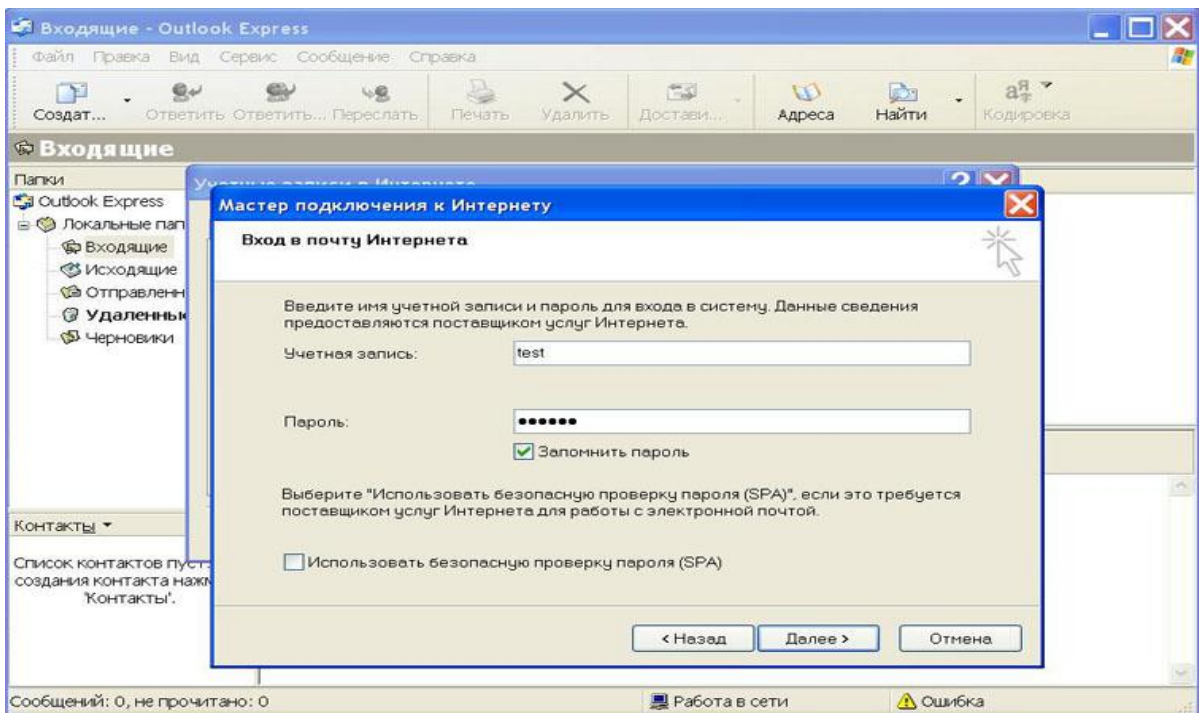 Входящие - Outlook Express
Файл Правка Вид Сервис Сообщение Справка
Создат... Ответить Ответить... Переслать Печать Удалить Достави... Адреса Найти Кодировка
Входящие
Папки
Учетные записи в Интернете
Outlook Express
Локальные пап
Входящие
Исходящие
Отправленн
Удаленные
Черновики
Мастер подключения к Интернету
Вход в почту Интернета
Введите имя учетной записи и пароль для входа в систему. Данные сведения
предоставляются поставщиком услуг Интернета.
Учетная запись: test
Пароль: ••••••
Запомнить пароль
Выберите "Использовать безопасную проверку пароля (SPA)", если это требуется
поставщиком услуг Интернета для работы с электронной почтой.
Использовать безопасную проверку пароля (SPA)
< Назад Далее > Отмена
Контакты
Список контактов пуст.
создания контакта нажм
'Контакты'.
Сообщений: 0, не прочитано: 0 Работа в сети Ошибка